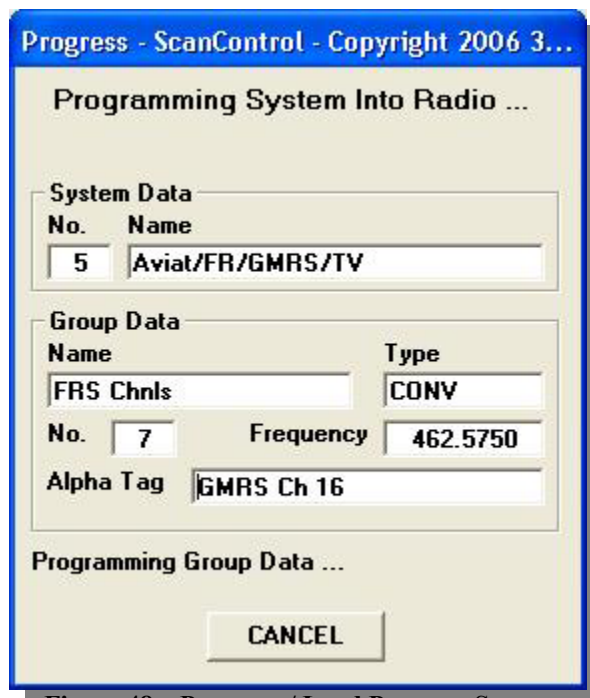 Progress - ScanControl - Copyright 2006 3...
Programming System Into Radio ...
System Data
No. Name
5 Aviat/FR/GMRS/TV
Group Data
Name Type
FRS Chnls CONV
No. 7 Frequency 462.5750
Alpha Tag GMRS Ch 16
Programming Group Data ...
CANCEL